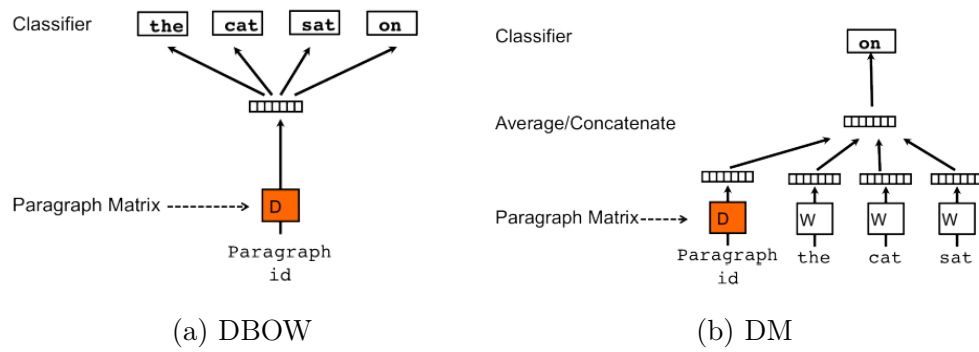 Classifier
the cat sat on
Paragraph Matrix
D
Paragraph
id
(a) DBOW
Classifier
on
Average/Concatenate
Paragraph Matrix
D W W W
Paragraph the cat sat
id
(b) DM